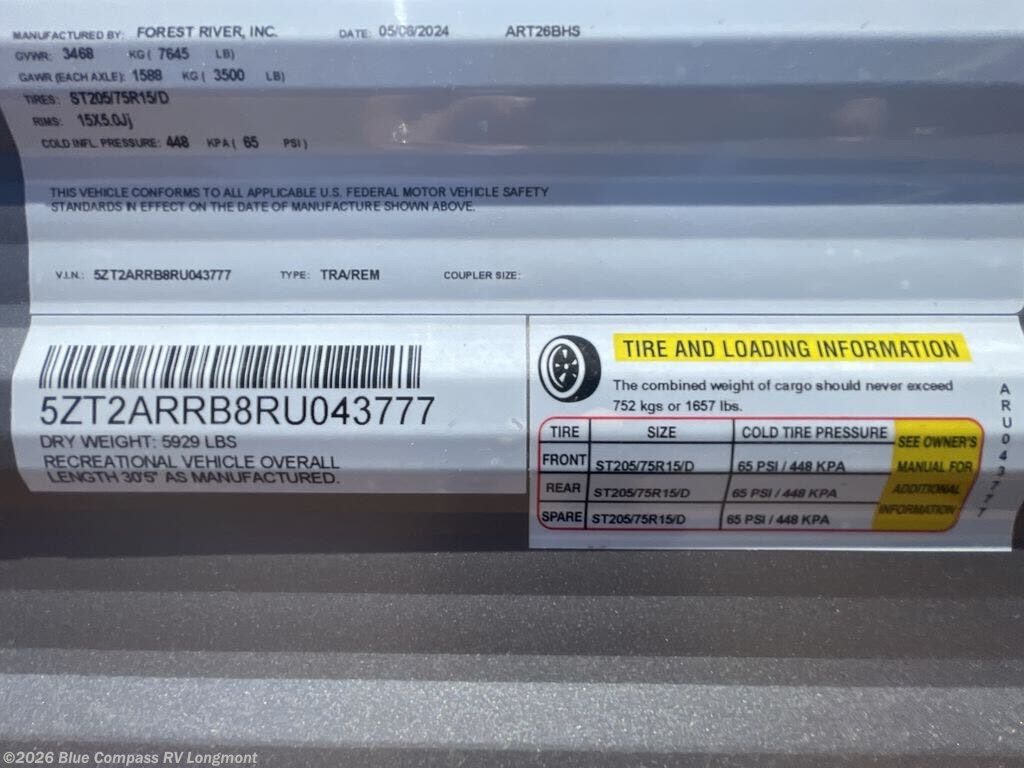 MANUFACTURED BY: FOREST RIVER, INC. DATE: 05/08/2024 ART26BHS
GVWR: 3468 KG ( 7645 LB)
GAWR (EACH AXLE): 1588 KG ( 3500 LB)
TIRES: ST205/75R15/D
RIMS: 15X5.0Jj
COLD INFL. PRESSURE: 448 KPA ( 65 PSI )
THIS VEHICLE CONFORMS TO ALL APPLICABLE U.S. FEDERAL MOTOR VEHICLE SAFETY
STANDARDS IN EFFECT ON THE DATE OF MANUFACTURE SHOWN ABOVE.
V.I.N.: 5ZT2ARRB8RU043777 TYPE: TRA/REM COUPLER SIZE:
5ZT2ARRB8RU043777
DRY WEIGHT: 5929 LBS
RECREATIONAL VEHICLE OVERALL
LENGTH 30'5" AS MANUFACTURED.
TIRE AND LOADING INFORMATION
The combined weight of cargo should never exceed
752 kgs or 1657 lbs.
TIRE SIZE COLD TIRE PRESSURE
FRONT ST205/75R15/D 65 PSI / 448 KPA
REAR ST205/75R15/D 65 PSI / 448 KPA
SPARE ST205/75R15/D 65 PSI / 448 KPA
SEE OWNER'S
MANUAL FOR
ADDITIONAL
INFORMATION
ARU043777
©2026 Blue Compass RV Longmont